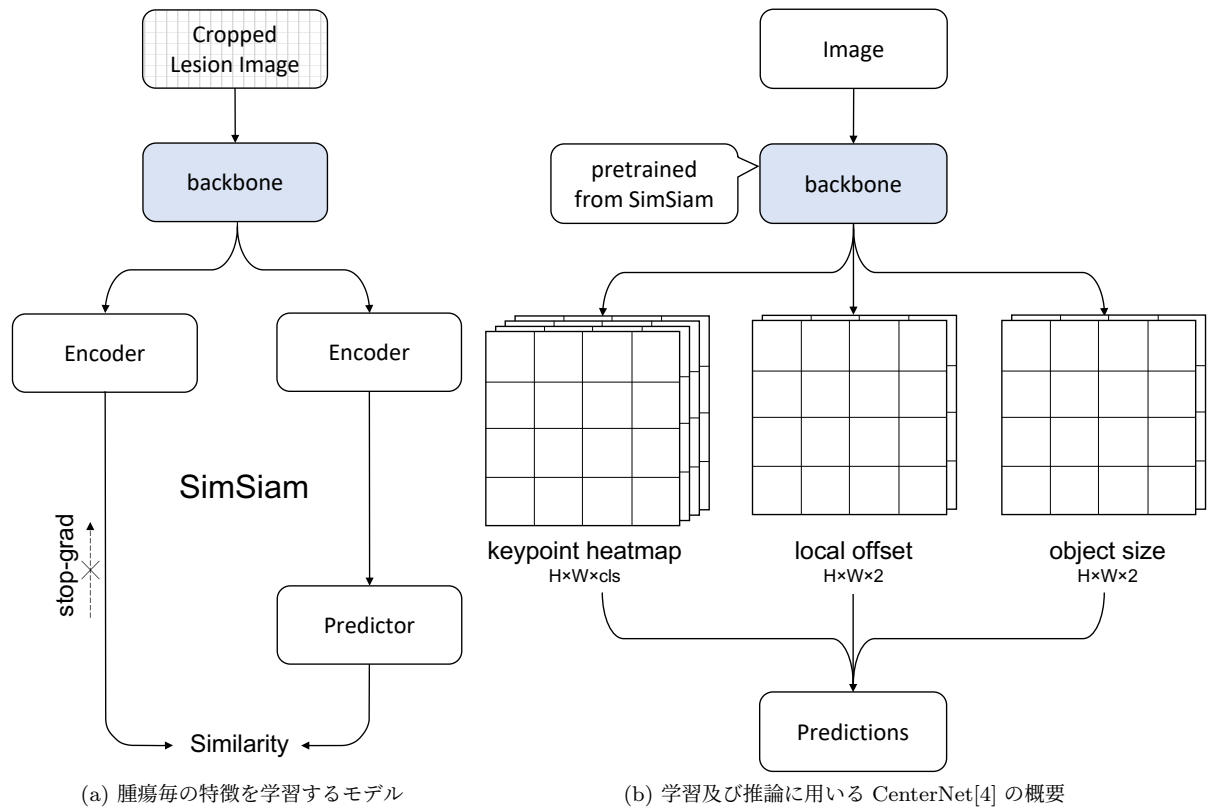 Cropped
Lesion Image
backbone
Encoder
Encoder
SimSiam
stop-grad
Predictor
Similarity
(a) 腫瘍毎の特徴を学習するモデル
Image
pretrained
from SimSiam
backbone
keypoint heatmap
H×W×cls
local offset
H×W×2
object size
H×W×2
Predictions
(b) 学習及び推論に用いる CenterNet[4] の概要